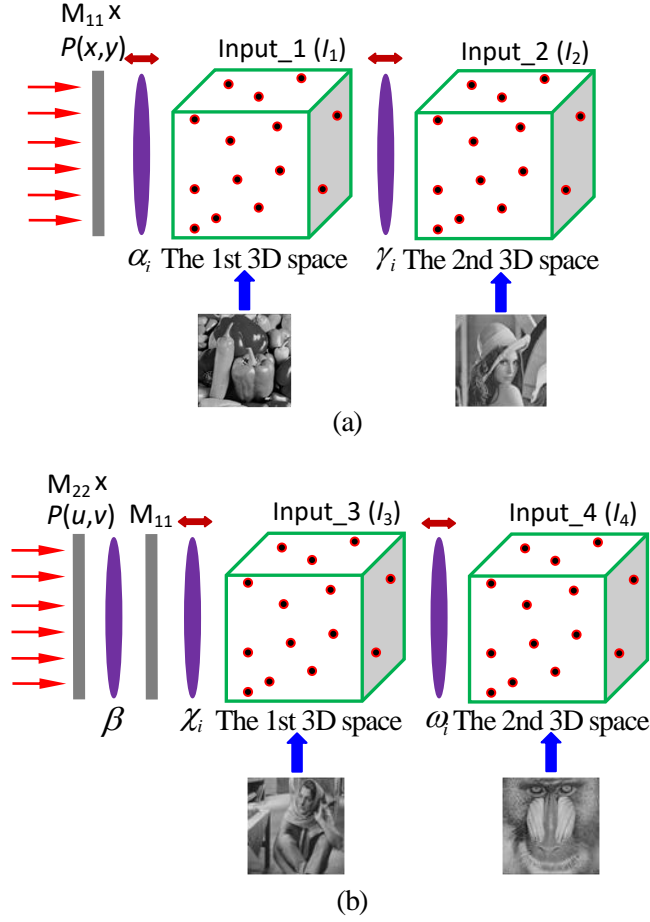 M₁₁ x
P(x,y)
Input_1 (I₁)
Input_2 (I₂)
αᵢ The 1st 3D space
γᵢ The 2nd 3D space
(a)
M₂₂ x
P(u,v) M₁₁
Input_3 (I₃)
Input_4 (I₄)
β
χᵢ The 1st 3D space
ωᵢ The 2nd 3D space
(b)